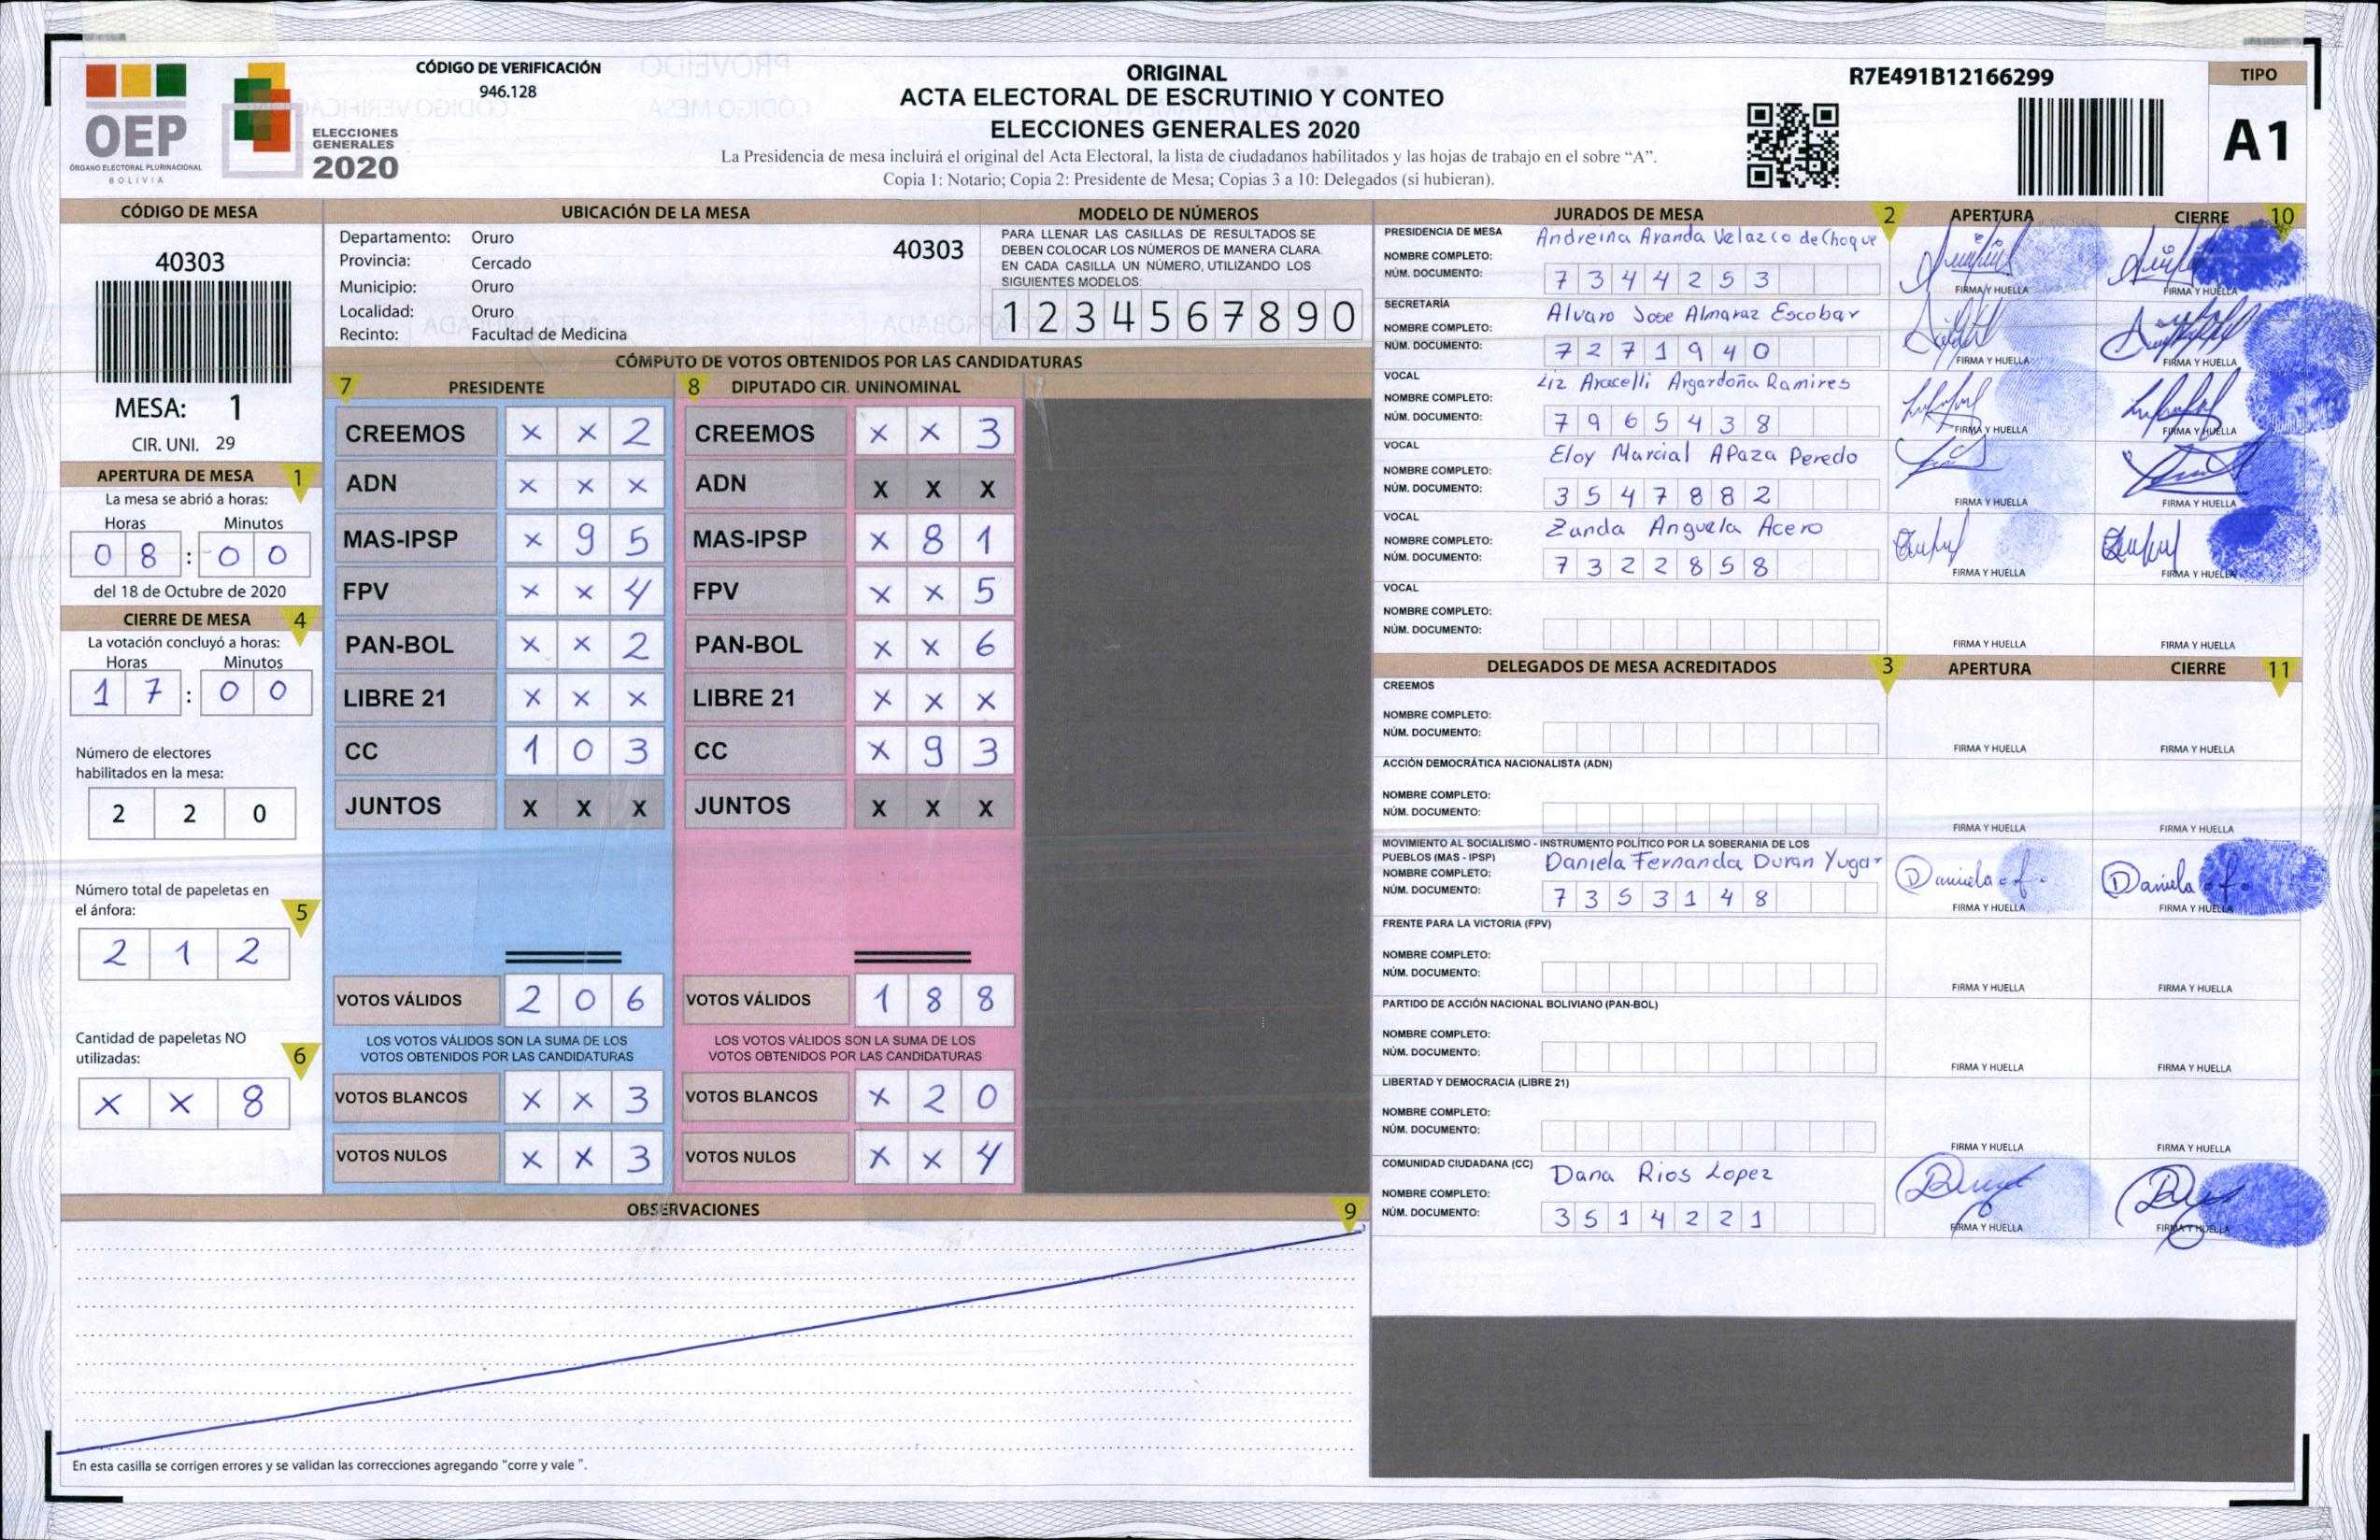 CÓDIGO DE VERIFICACIÓN
946.128
OEP
ÓRGANO ELECTORAL PLURINACIONAL
BOLIVIA
ELECCIONES
GENERALES
2020
ORIGINAL
ACTA ELECTORAL DE ESCRUTINIO Y CONTEO
ELECCIONES GENERALES 2020
La Presidencia de mesa incluirá el original del Acta Electoral, la lista de ciudadanos habilitados y las hojas de trabajo en el sobre “A”.
Copia 1: Notario; Copia 2: Presidente de Mesa; Copias 3 a 10: Delegados (si hubieran).
R7E491B12166299
TIPO
A1
CÓDIGO DE MESA
40303
MESA: 1
CIR. UNI. 29
APERTURA DE MESA 1
La mesa se abrió a horas:
Horas Minutos
0 8 : 0 0
del 18 de Octubre de 2020
CIERRE DE MESA 4
La votación concluyó a horas:
Horas Minutos
1 7 : 0 0
Número de electores
habilitados en la mesa:
2 2 0
Número total de papeletas en
el ánfora: 5
2 1 2
Cantidad de papeletas NO
utilizadas: 6
X X 8
UBICACIÓN DE LA MESA
Departamento: Oruro
Provincia: Cercado
Municipio: Oruro
Localidad: Oruro
Recinto: Facultad de Medicina
40303
MODELO DE NÚMEROS
PARA LLENAR LAS CASILLAS DE RESULTADOS SE
DEBEN COLOCAR LOS NÚMEROS DE MANERA CLARA.
EN CADA CASILLA UN NÚMERO, UTILIZANDO LOS
SIGUIENTES MODELOS:
1 2 3 4 5 6 7 8 9 0
CÓMPUTO DE VOTOS OBTENIDOS POR LAS CANDIDATURAS
7 PRESIDENTE 8 DIPUTADO CIR. UNINOMINAL
CREEMOS X X 2 CREEMOS X X 3
ADN X X X ADN X X X
MAS-IPSP X 9 5 MAS-IPSP X 8 1
FPV X X 4 FPV X X 5
PAN-BOL X X 2 PAN-BOL X X 6
LIBRE 21 X X X LIBRE 21 X X X
CC 1 0 3 CC X 9 3
JUNTOS X X X JUNTOS X X X
VOTOS VÁLIDOS 2 0 6 VOTOS VÁLIDOS 1 8 8
LOS VOTOS VÁLIDOS SON LA SUMA DE LOS LOS VOTOS VÁLIDOS SON LA SUMA DE LOS
VOTOS OBTENIDOS POR LAS CANDIDATURAS VOTOS OBTENIDOS POR LAS CANDIDATURAS
VOTOS BLANCOS X X 3 VOTOS BLANCOS X 2 0
VOTOS NULOS X X 3 VOTOS NULOS X X 4
OBSERVACIONES 9
En esta casilla se corrigen errores y se validan las correcciones agregando "corre y vale ".
JURADOS DE MESA 2 APERTURA CIERRE 10
PRESIDENCIA DE MESA Andreina Aranda Velazco de Choque
NOMBRE COMPLETO:
NÚM. DOCUMENTO: 7 3 4 4 2 5 3 FIRMA Y HUELLA FIRMA Y HUELLA
SECRETARÍA Alvaro Jose Almaraz Escobar
NOMBRE COMPLETO:
NÚM. DOCUMENTO: 7 2 7 1 9 4 0 FIRMA Y HUELLA FIRMA Y HUELLA
VOCAL Liz Aracelli Argardoña Ramires
NOMBRE COMPLETO:
NÚM. DOCUMENTO: 7 9 6 5 4 3 8 FIRMA Y HUELLA FIRMA Y HUELLA
VOCAL Eloy Marcial APaza Peredo
NOMBRE COMPLETO:
NÚM. DOCUMENTO: 3 5 4 7 8 8 2 FIRMA Y HUELLA FIRMA Y HUELLA
VOCAL Zanda Anguela Acero
NOMBRE COMPLETO:
NÚM. DOCUMENTO: 7 3 2 2 8 5 8 FIRMA Y HUELLA FIRMA Y HUELLA
VOCAL
NOMBRE COMPLETO:
NÚM. DOCUMENTO: FIRMA Y HUELLA FIRMA Y HUELLA
DELEGADOS DE MESA ACREDITADOS 3 APERTURA CIERRE 11
CREEMOS
NOMBRE COMPLETO:
NÚM. DOCUMENTO: FIRMA Y HUELLA FIRMA Y HUELLA
ACCIÓN DEMOCRÁTICA NACIONALISTA (ADN)
NOMBRE COMPLETO:
NÚM. DOCUMENTO: FIRMA Y HUELLA FIRMA Y HUELLA
MOVIMIENTO AL SOCIALISMO - INSTRUMENTO POLÍTICO POR LA SOBERANIA DE LOS
PUEBLOS (MAS - IPSP) Daniela Fernanda Duran Yugar
NOMBRE COMPLETO: Daniela f. Daniela f.
NÚM. DOCUMENTO: 7 3 5 3 1 4 8 FIRMA Y HUELLA FIRMA Y HUELLA
FRENTE PARA LA VICTORIA (FPV)
NOMBRE COMPLETO:
NÚM. DOCUMENTO: FIRMA Y HUELLA FIRMA Y HUELLA
PARTIDO DE ACCIÓN NACIONAL BOLIVIANO (PAN-BOL)
NOMBRE COMPLETO:
NÚM. DOCUMENTO: FIRMA Y HUELLA FIRMA Y HUELLA
LIBERTAD Y DEMOCRACIA (LIBRE 21)
NOMBRE COMPLETO:
NÚM. DOCUMENTO: FIRMA Y HUELLA FIRMA Y HUELLA
COMUNIDAD CIUDADANA (CC) Dana Rios Lopez
NOMBRE COMPLETO:
NÚM. DOCUMENTO: 3 5 1 4 2 2 1 FIRMA Y HUELLA FIRMA Y HUELLA